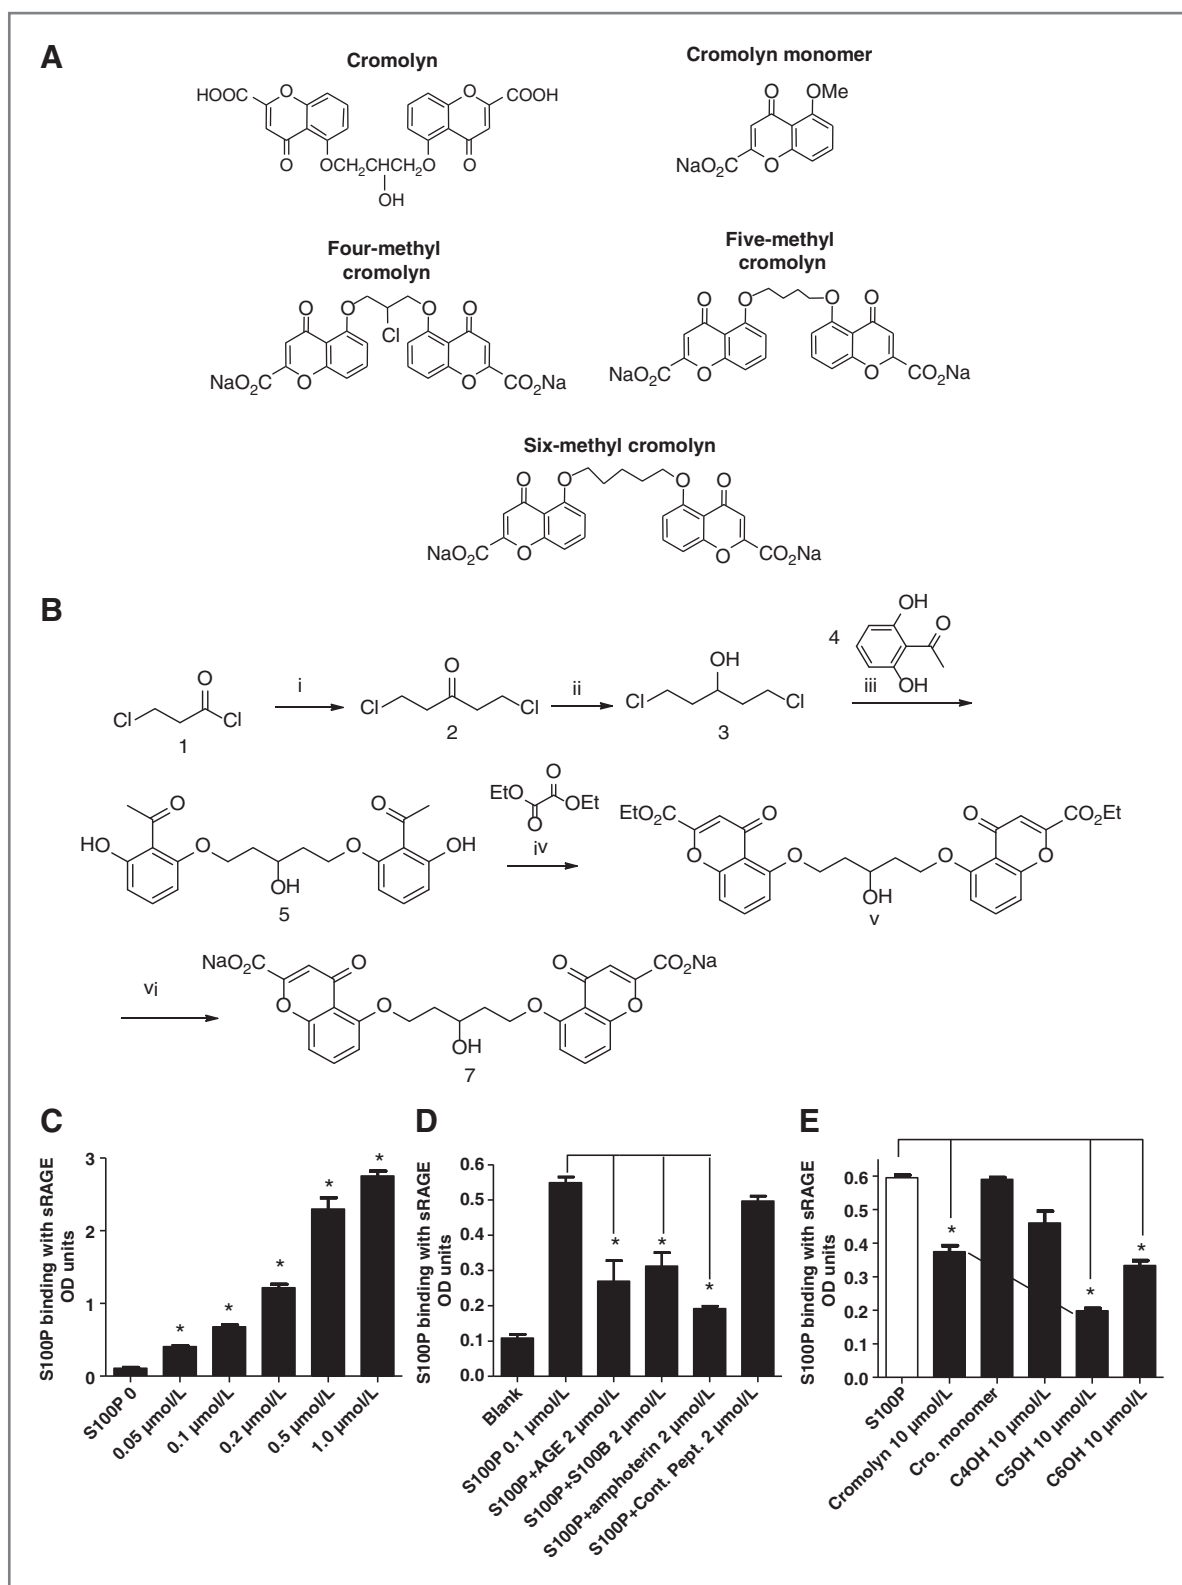 A
Cromolyn
HOOC
O
O
COOH
O
OCH2CHCH2O
O
OH
Cromolyn monomer
O
OMe
NaO2C
O
Four-methyl
cromolyn
O
O
O
O
Cl
NaO2C
O
O
CO2Na
Five-methyl
cromolyn
O
O
O
O
NaO2C
O
O
CO2Na
Six-methyl cromolyn
O
O
O
O
NaO2C
O
O
CO2Na
B
O
Cl
Cl
1
i
O
Cl
Cl
2
ii
OH
Cl
Cl
3
4
OH
O
iii
OH
O
HO
O
OH
O
O
OH
5
O
EtO
OEt
O
iv
EtO2C
O
O
O
OH
O
O
O
CO2Et
v
vi
NaO2C
O
O
O
OH
O
O
O
CO2Na
7
C
S100P binding with sRAGE
OD units
3
2
1
0
* * * * *
S100P 0
0.05 µmol/L
0.1 µmol/L
0.2 µmol/L
0.5 µmol/L
1.0 µmol/L
D
S100P binding with sRAGE
OD units
0.6
0.5
0.4
0.3
0.2
0.1
0.0
* * *
Blank
S100P 0.1 µmol/L
S100P+AGE 2 µmol/L
S100P+S100B 2 µmol/L
S100P+amphoterin 2 µmol/L
S100P+Cont. Pept. 2 µmol/L
E
S100P binding with sRAGE
OD units
0.6
0.5
0.4
0.3
0.2
0.1
0.0
* * *
S100P
Cromolyn 10 µmol/L
Cro. monomer
C4OH 10 µmol/L
C5OH 10 µmol/L
C6OH 10 µmol/L